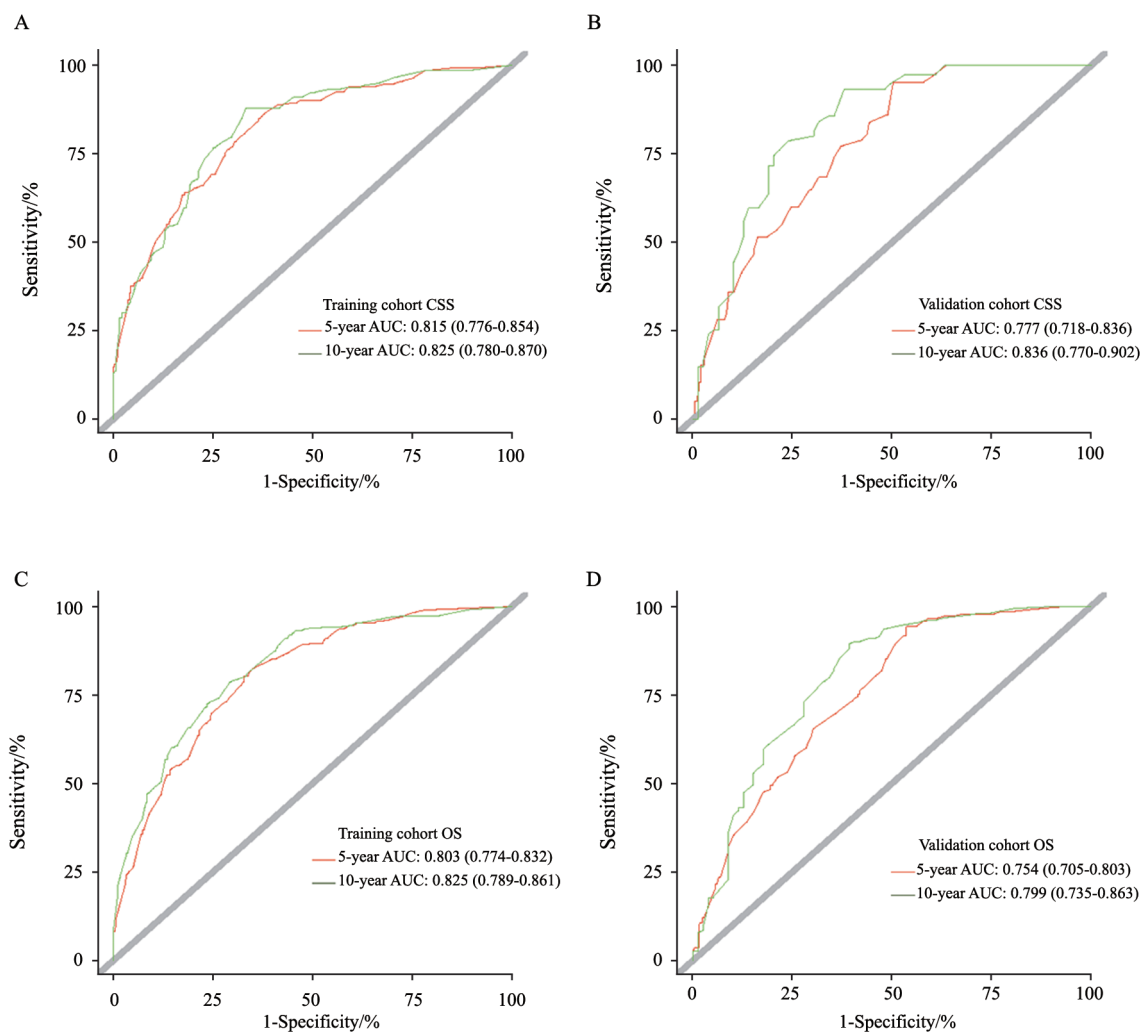 A
100
75
50
25
0
Sensitivity/%
Training cohort CSS
5-year AUC: 0.815 (0.776-0.854)
10-year AUC: 0.825 (0.780-0.870)
0 25 50 75 100
1-Specificity/%
B
100
75
50
25
0
Sensitivity/%
Validation cohort CSS
5-year AUC: 0.777 (0.718-0.836)
10-year AUC: 0.836 (0.770-0.902)
0 25 50 75 100
1-Specificity/%
C
100
75
50
25
0
Sensitivity/%
Training cohort OS
5-year AUC: 0.803 (0.774-0.832)
10-year AUC: 0.825 (0.789-0.861)
0 25 50 75 100
1-Specificity/%
D
100
75
50
25
0
Sensitivity/%
Validation cohort OS
5-year AUC: 0.754 (0.705-0.803)
10-year AUC: 0.799 (0.735-0.863)
0 25 50 75 100
1-Specificity/%